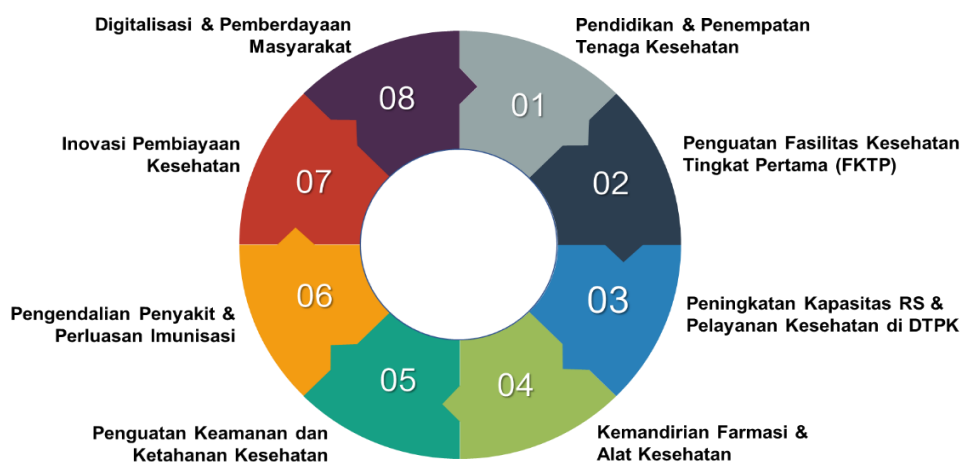 01
Pendidikan & Penempatan
Tenaga Kesehatan
02
Penguatan Fasilitas Kesehatan
Tingkat Pertama (FKTP)
03
Peningkatan Kapasitas RS &
Pelayanan Kesehatan di DTPK
04
Kemandirian Farmasi &
Alat Kesehatan
05
Penguatan Keamanan dan
Ketahanan Kesehatan
06
Pengendalian Penyakit &
Perluasan Imunisasi
07
Inovasi Pembiayaan
Kesehatan
08
Digitalisasi & Pemberdayaan
Masyarakat